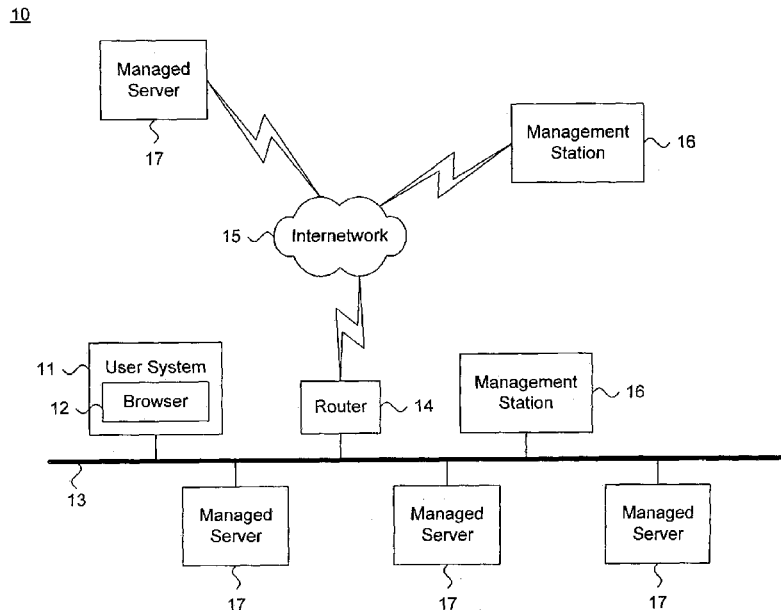 10
Managed
Server
17
Management
Station
16
15
Internetwork
11
User System
12
Browser
Router
14
Management
Station
16
13
Managed
Server
17
Managed
Server
17
Managed
Server
17